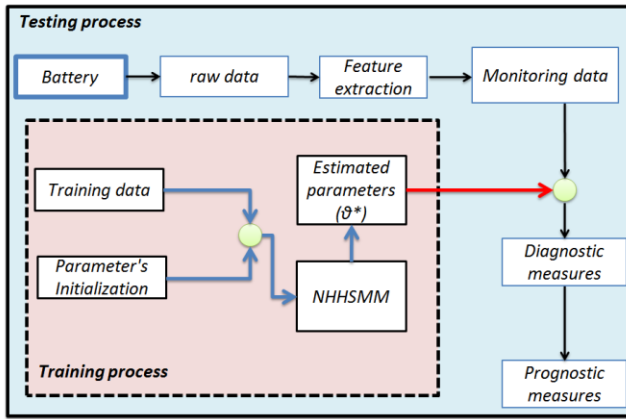 Testing process
Battery
raw data
Feature
extraction
Monitoring data
Training data
Estimated
parameters
(ϑ*)
Parameter's
Initialization
NHHSMM
Training process
Diagnostic
measures
Prognostic
measures